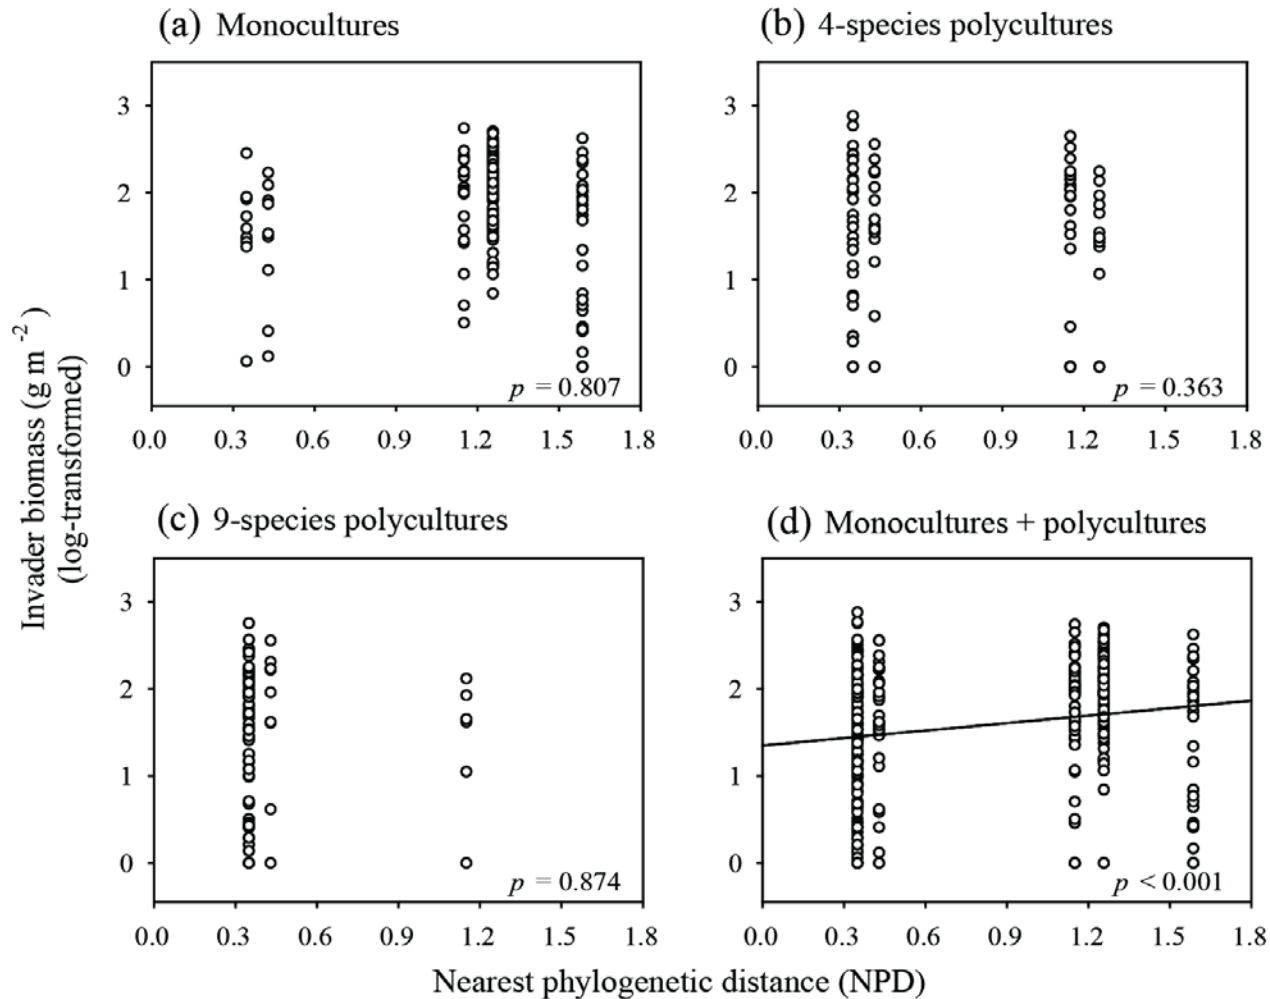 (a) Monocultures
(b) 4-species polycultures
3
2
1
0
p = 0.807
0.0 0.3 0.6 0.9 1.2 1.5 1.8
3
2
1
0
p = 0.363
0.0 0.3 0.6 0.9 1.2 1.5 1.8
Invader biomass (g m -2)
(log-transformed)
(c) 9-species polycultures
(d) Monocultures + polycultures
3
2
1
0
p = 0.874
0.0 0.3 0.6 0.9 1.2 1.5 1.8
3
2
1
0
p < 0.001
0.0 0.3 0.6 0.9 1.2 1.5 1.8
Nearest phylogenetic distance (NPD)